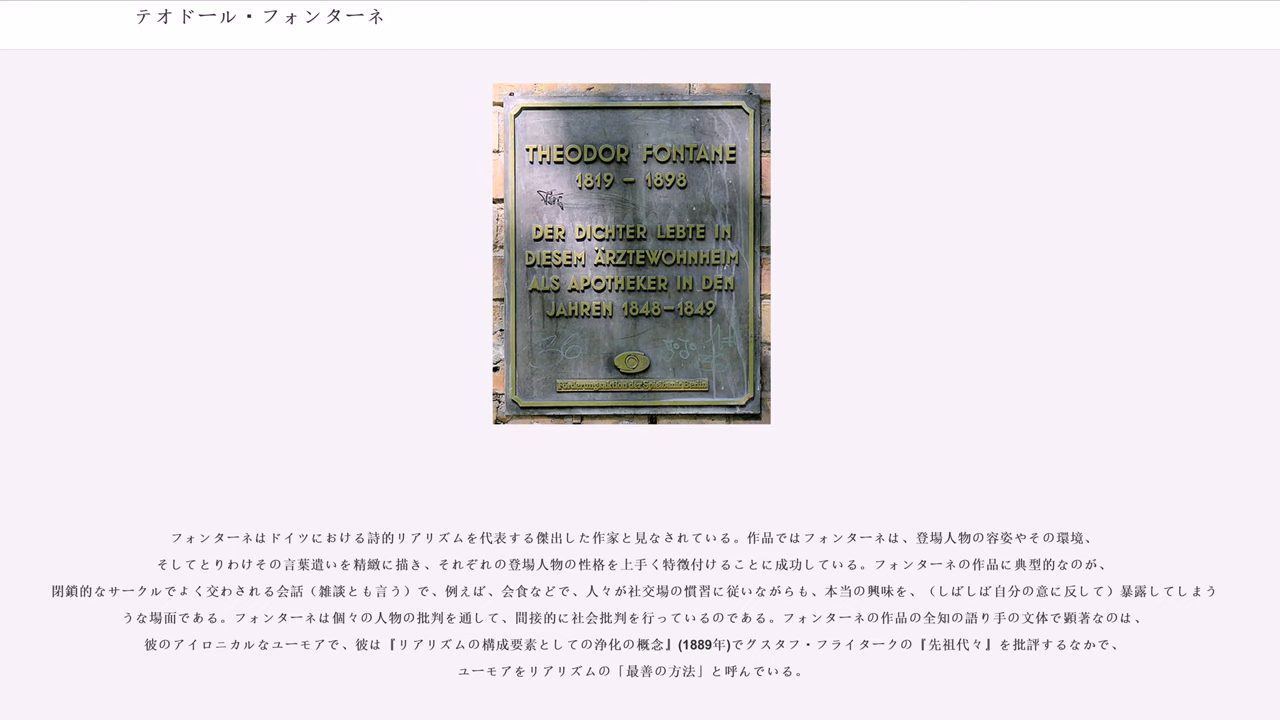 テオドール・フォンターネ
THEODOR FONTANE
1819 – 1898
DER DICHTER LEBTE IN
DIESEM ÄRZTEWOHNHEIM
ALS APOTHEKER IN DEN
JAHREN 1848–1849
Förderungsaktion der Spielbank Berlin
フォンターネはドイツにおける詩的リアリズムを代表する傑出した作家と見なされている。作品ではフォンターネは、登場人物の容姿やその環境、
そしてとりわけその言葉遣いを精緻に描き、それぞれの登場人物の性格を上手く特徴付けることに成功している。フォンターネの作品に典型的なのが、
閉鎖的なサークルでよく交わされる会話（雑談とも言う）で、例えば、会食などで、人々が社交場の慣習に従いながらも、本当の興味を、（しばしば自分の意に反して）暴露してしまう
うな場面である。フォンターネは個々の人物の批判を通して、間接的に社会批判を行っているのである。フォンターネの作品の全知の語り手の文体で顕著なのは、
彼のアイロニカルなユーモアで、彼は『リアリズムの構成要素としての浄化の概念』(1889年)でグスタフ・フライタークの『先祖代々』を批評するなかで、
ユーモアをリアリズムの「最善の方法」と呼んでいる。